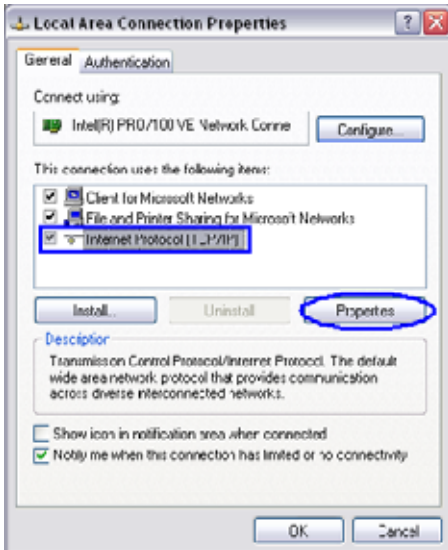 Local Area Connection Properties
General Authentication
Connect using:
Intel(R) PRO/100 VE Network Conne
Configure...
This connection uses the following items:
Client for Microsoft Networks
File and Printer Sharing for Microsoft Networks
Internet Protocol (TCP/IP)
Install... Uninstall Properties
Description
Transmission Control Protocol/Internet Protocol. The default
wide area network protocol that provides communication
across diverse interconnected networks.
Show icon in notification area when connected
Notify me when this connection has limited or no connectivity
OK Cancel